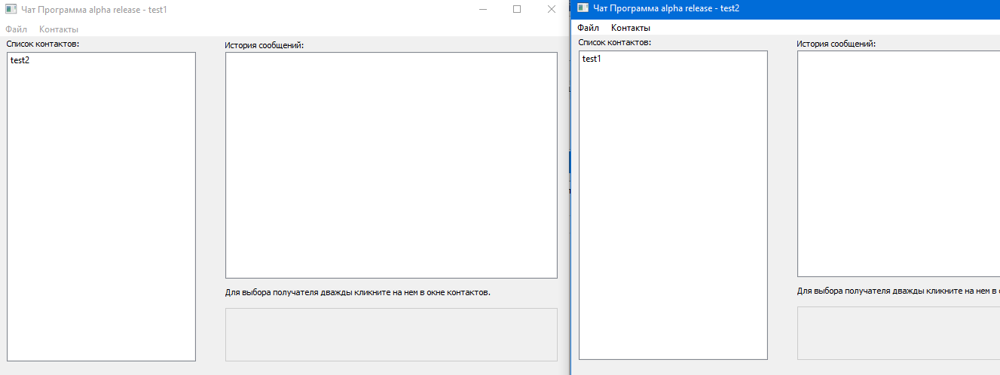 Чат Программа alpha release - test1
Файл Контакты
Список контактов:
История сообщений:
test2
Для выбора получателя дважды кликните на нем в окне контактов.
Чат Программа alpha release - test2
Файл Контакты
Список контактов:
История сообщений:
test1
Для выбора получателя дважды кликните на нем в